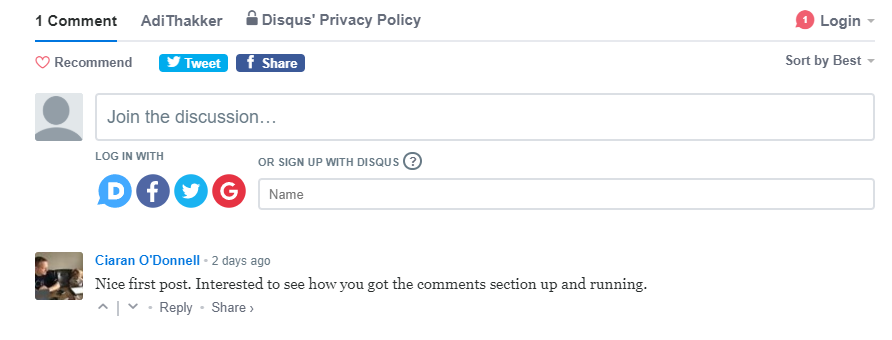 1 Comment AdiThakker Disqus' Privacy Policy 1 Login
Recommend Tweet f Share Sort by Best
Join the discussion…
LOG IN WITH OR SIGN UP WITH DISQUS ?
D f G
Name
Ciaran O'Donnell • 2 days ago
Nice first post. Interested to see how you got the comments section up and running.
• Reply • Share ›